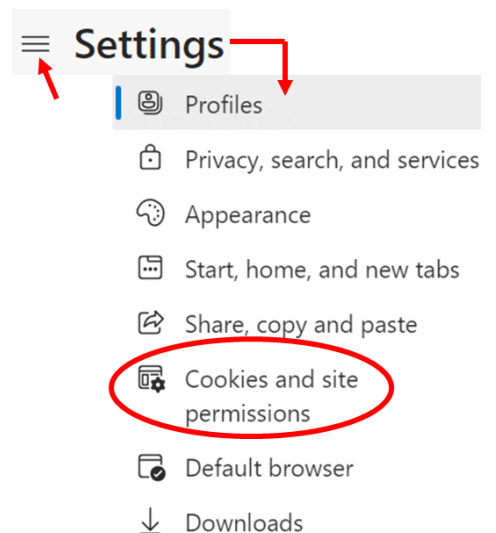 Settings
Profiles
Privacy, search, and services
Appearance
Start, home, and new tabs
Share, copy and paste
Cookies and site
permissions
Default browser
Downloads